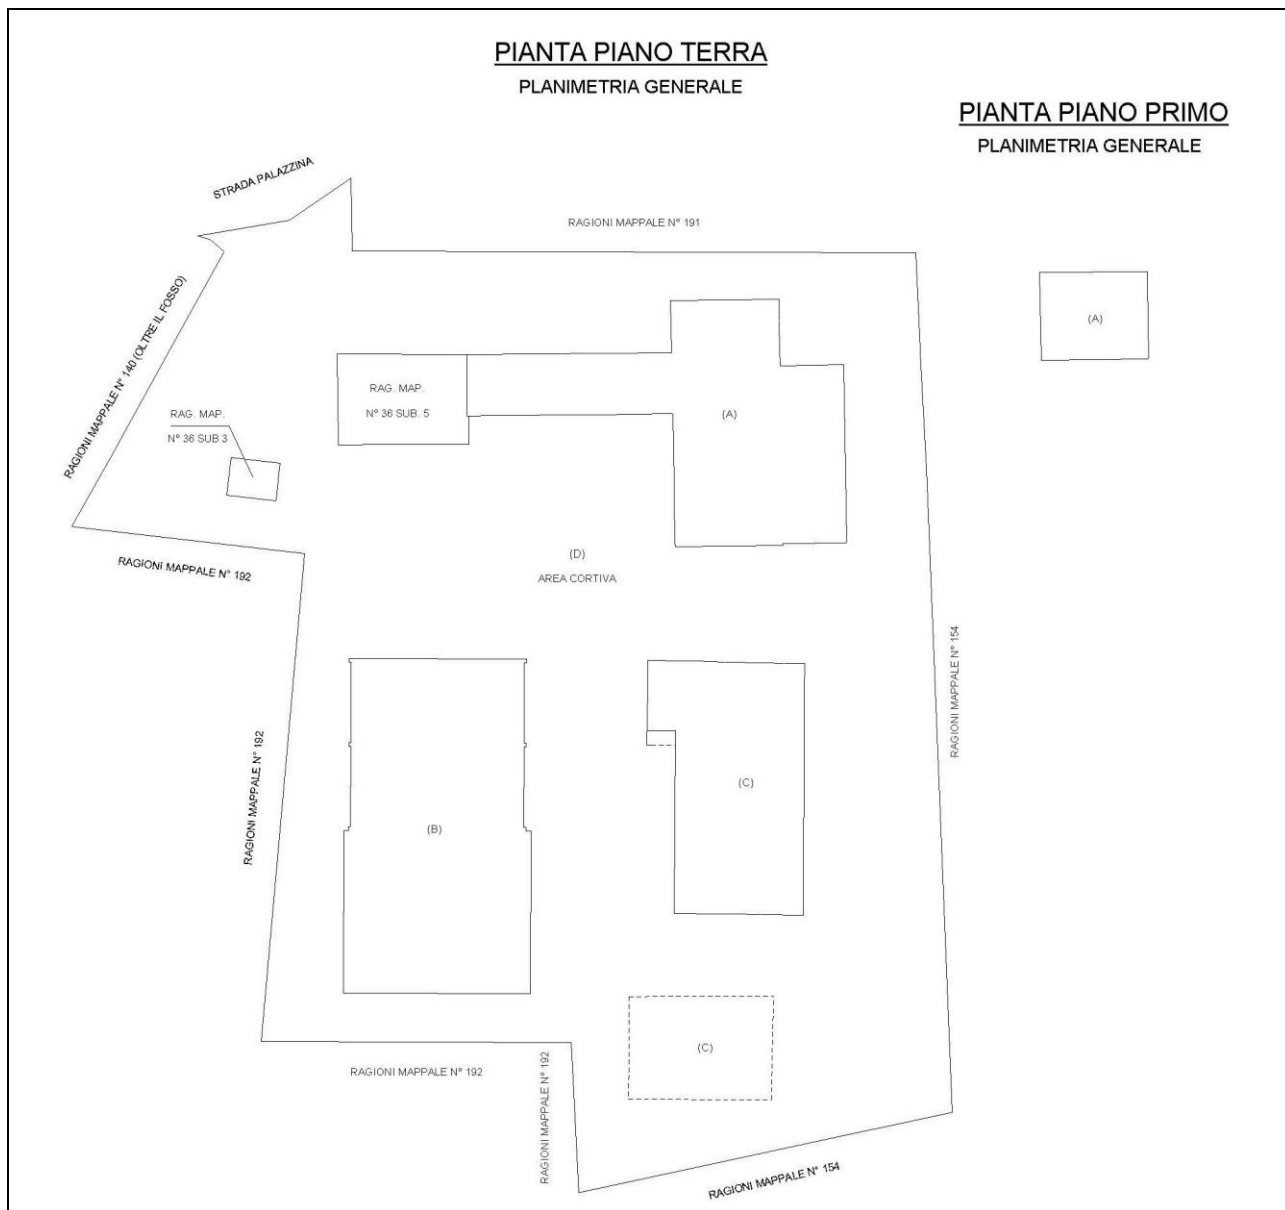 PIANTA PIANO TERRA
PLANIMETRIA GENERALE
PIANTA PIANO PRIMO
PLANIMETRIA GENERALE
STRADA PALAZZINA
RAGIONI MAPPALE N° 191
RAGIONI MAPPALE N° 140 (OLTRE IL FOSSO)
(A)
RAG. MAP.
N° 36 SUB. 5
RAG. MAP.
N° 36 SUB 3
(A)
(D)
AREA CORTIVA
RAGIONI MAPPALE N° 192
RAGIONI MAPPALE N° 154
RAGIONI MAPPALE N° 192
(C)
(B)
(C)
RAGIONI MAPPALE N° 192
RAGIONI MAPPALE N° 192
RAGIONI MAPPALE N° 154